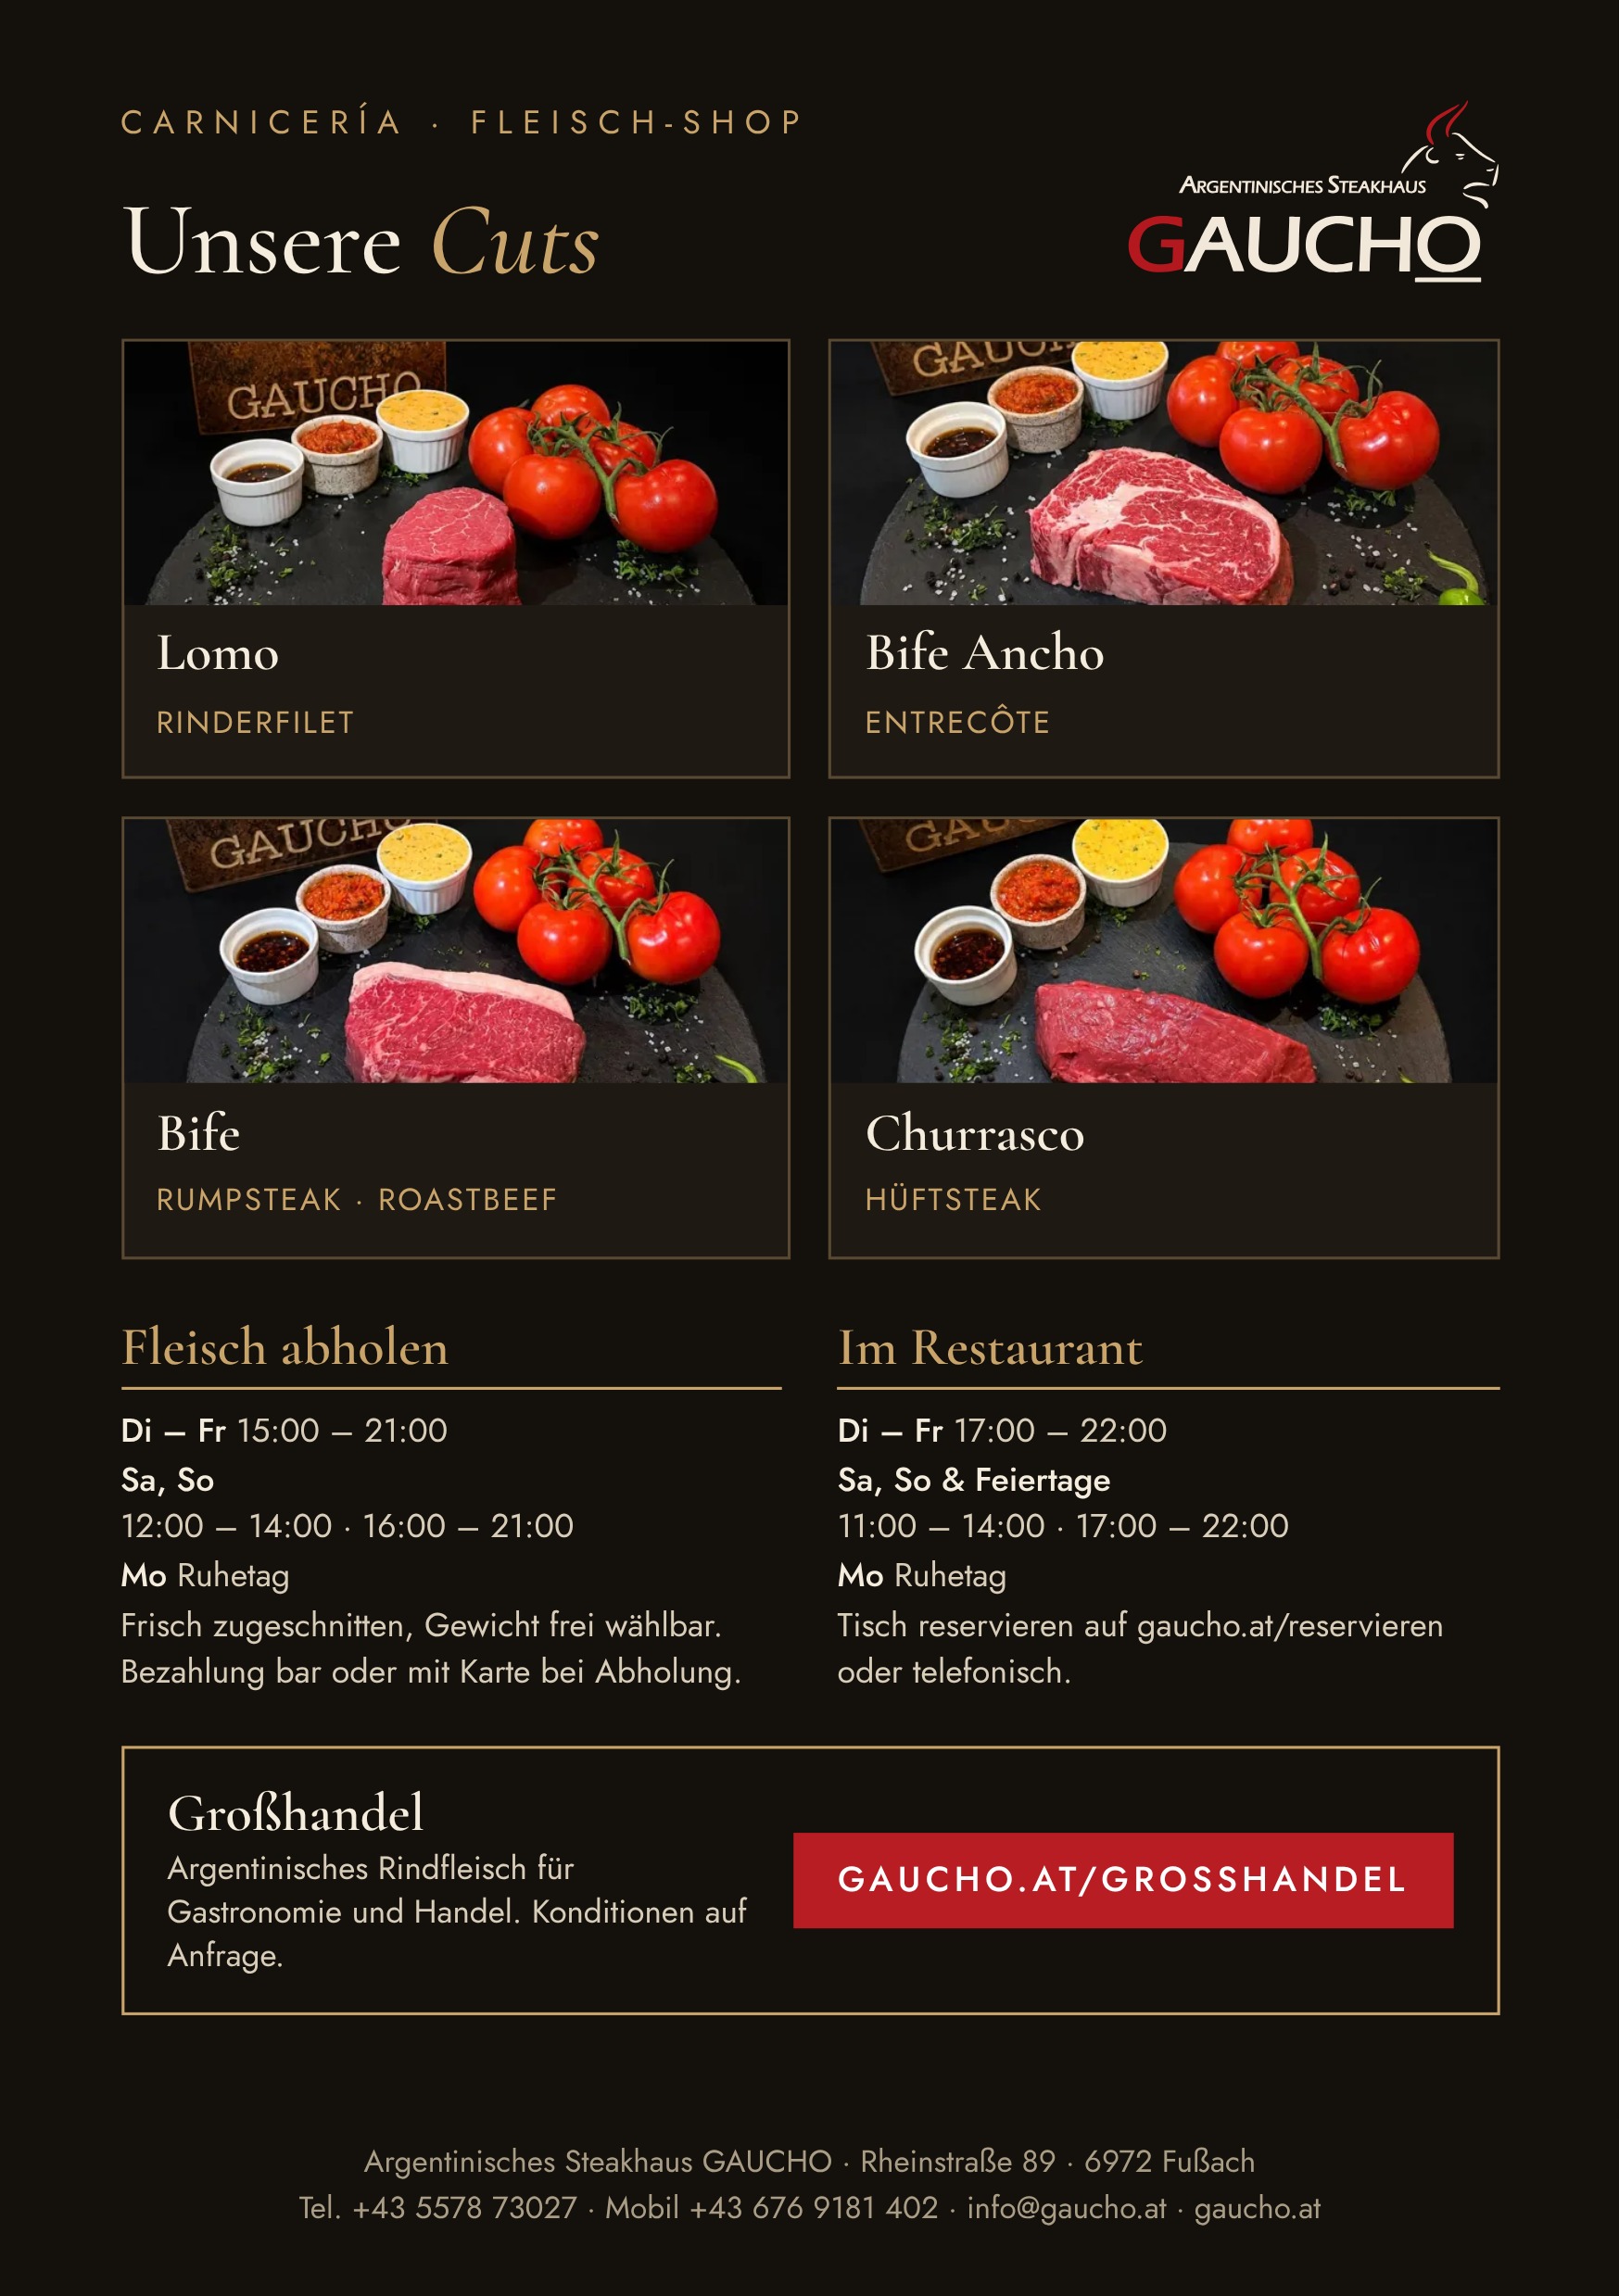 CARNICERÍA · FLEISCH-SHOP
Unsere Cuts
ARGENTINISCHES STEAKHAUS
GAUCHO
GAUCHO
GAUCH
Lomo
RINDERFILET
Bife Ancho
ENTRECÔTE
GAUCHO
GAUC
Bife
RUMPSTEAK · ROASTBEEF
Churrasco
HÜFTSTEAK
Fleisch abholen
Di – Fr 15:00 – 21:00
Sa, So
12:00 – 14:00 · 16:00 – 21:00
Mo Ruhetag
Frisch zugeschnitten, Gewicht frei wählbar.
Bezahlung bar oder mit Karte bei Abholung.
Im Restaurant
Di – Fr 17:00 – 22:00
Sa, So & Feiertage
11:00 – 14:00 · 17:00 – 22:00
Mo Ruhetag
Tisch reservieren auf gaucho.at/reservieren
oder telefonisch.
Großhandel
Argentinisches Rindfleisch für
Gastronomie und Handel. Konditionen auf
Anfrage.
GAUCHO.AT/GROSSHANDEL
Argentinisches Steakhaus GAUCHO · Rheinstraße 89 · 6972 Fußach
Tel. +43 5578 73027 · Mobil +43 676 9181 402 · info@gaucho.at · gaucho.at